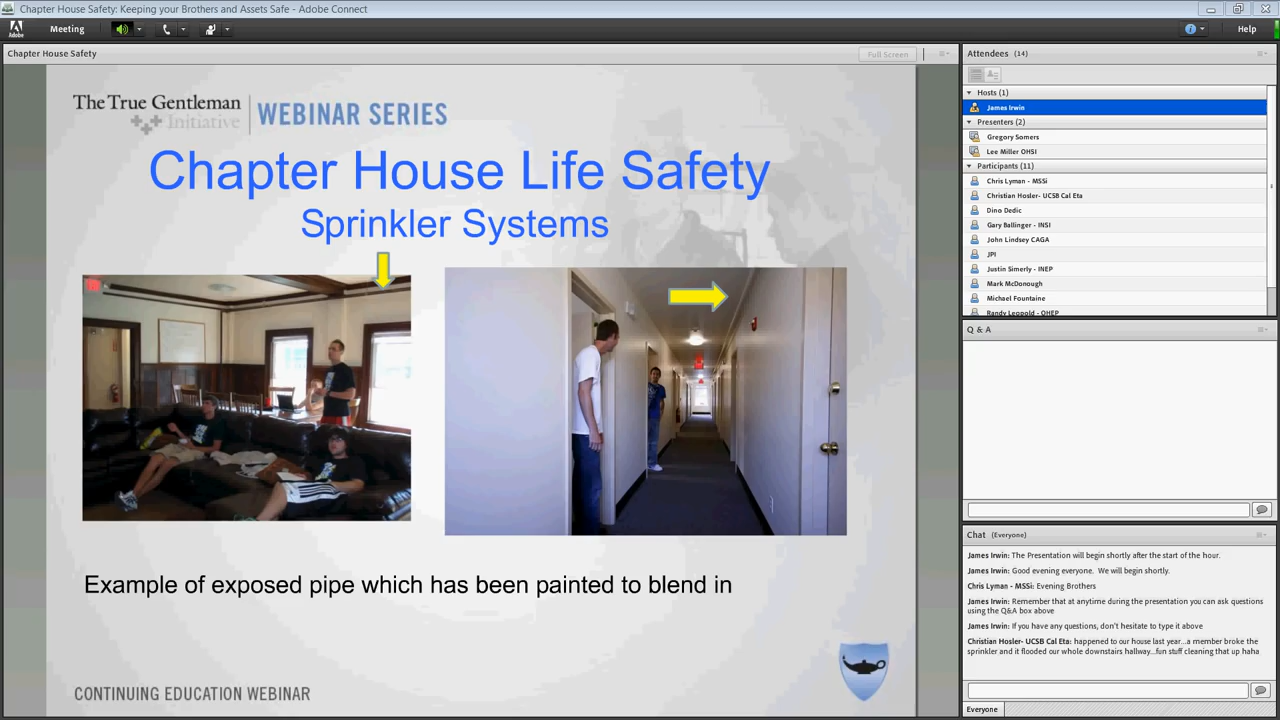 Chapter House Safety: Keeping your Brothers and Assets Safe - Adobe Connect
Adobe
Meeting
Help
Chapter House Safety
Full Screen
The True Gentleman
Initiative
WEBINAR SERIES
Chapter House Life Safety
Sprinkler Systems
Example of exposed pipe which has been painted to blend in
CONTINUING EDUCATION WEBINAR
Attendees (14)
Hosts (1)
James Irwin
Presenters (2)
Gregory Somers
Lee Miller OHSI
Participants (11)
Chris Lyman - MSSi
Christian Hosler- UCSB Cal Eta
Dino Dedic
Gary Ballinger - INSI
John Lindsey CAGA
JPI
Justin Simerly - INEP
Mark McDonough
Michael Fountaine
Randy Leopold - OHEP
Q & A
Chat (Everyone)
James Irwin: The Presentation will begin shortly after the start of the hour.
James Irwin: Good evening everyone. We will begin shortly.
Chris Lyman - MSSi: Evening Brothers
James Irwin: Remember that at anytime during the presentation you can ask questions
using the Q&A box above
James Irwin: If you have any questions, don't hesitate to type it above
Christian Hosler- UCSB Cal Eta: happened to our house last year...a member broke the
sprinkler and it flooded our whole downstairs hallway...fun stuff cleaning that up haha
Everyone